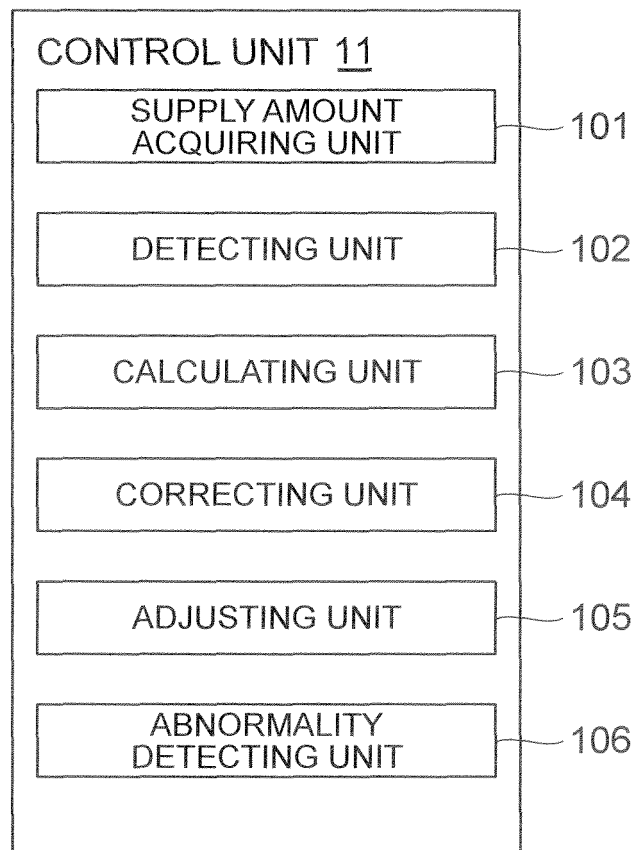 CONTROL UNIT 11
SUPPLY AMOUNT
ACQUIRING UNIT
101
DETECTING UNIT
102
CALCULATING UNIT
103
CORRECTING UNIT
104
ADJUSTING UNIT
105
ABNORMALITY
DETECTING UNIT
106